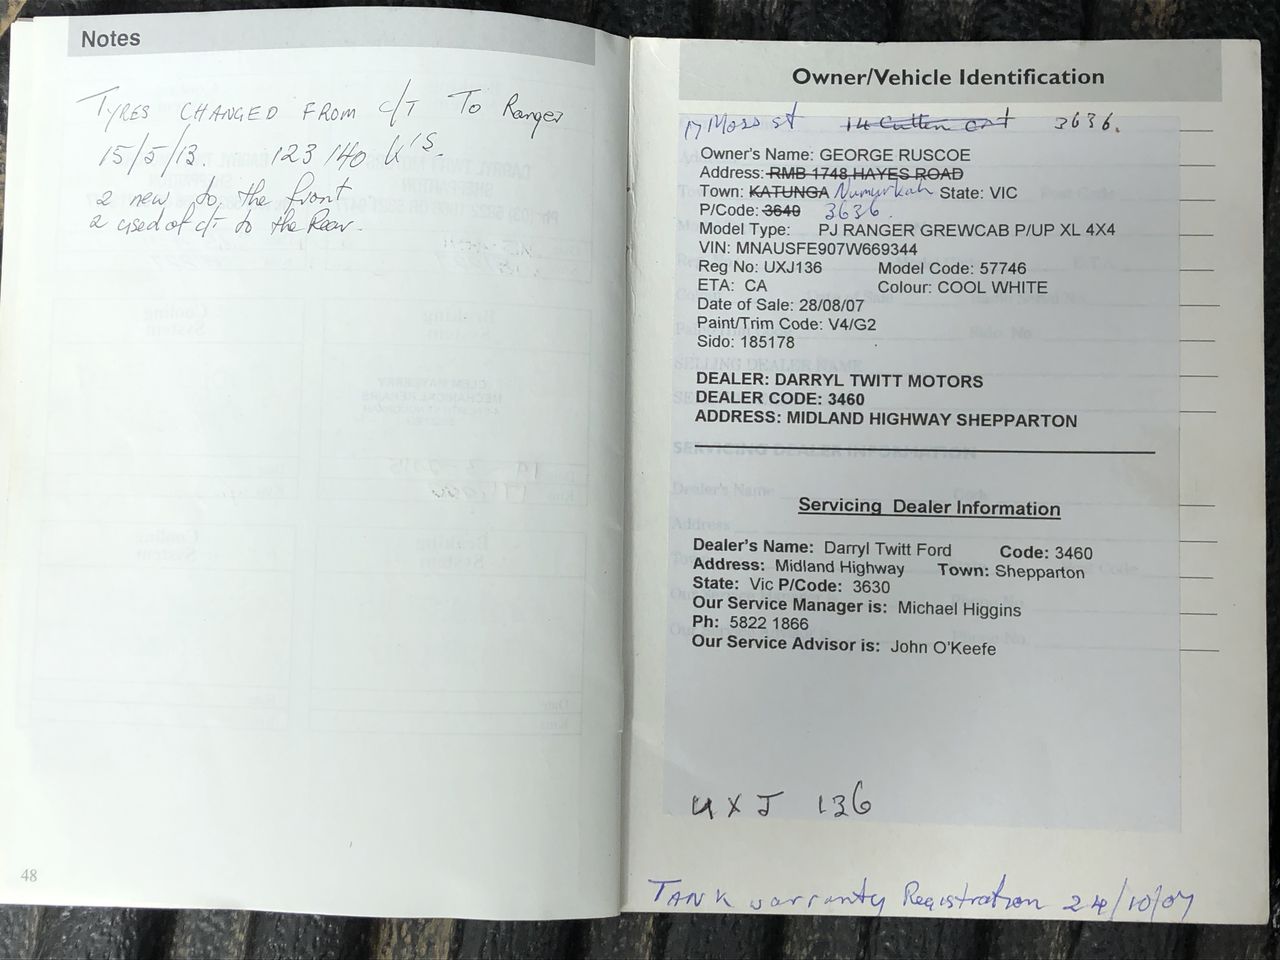 Notes
TYRES CHANGED FROM C/T To Ranger
15/5/13. 123 140 K'S.
2 new to the front
2 used of C/T to the Rear.
48
Owner/Vehicle Identification
17 Moss st 14 Cutten crt 3636.
Owner's Name: GEORGE RUSCOE
Address: RMB 1748 HAYES ROAD
Town: KATUNGA Numurkah State: VIC
P/Code: 3640 3636.
Model Type: PJ RANGER GREWCAB P/UP XL 4X4
VIN: MNAUSFE907W669344
Reg No: UXJ136 Model Code: 57746
ETA: CA Colour: COOL WHITE
Date of Sale: 28/08/07
Paint/Trim Code: V4/G2
Sido: 185178
DEALER: DARRYL TWITT MOTORS
DEALER CODE: 3460
ADDRESS: MIDLAND HIGHWAY SHEPPARTON
Servicing Dealer Information
Dealer's Name: Darryl Twitt Ford Code: 3460
Address: Midland Highway Town: Shepparton
State: Vic P/Code: 3630
Our Service Manager is: Michael Higgins
Ph: 5822 1866
Our Service Advisor is: John O'Keefe
UXJ 136
TANK warranty Registration 24/10/07